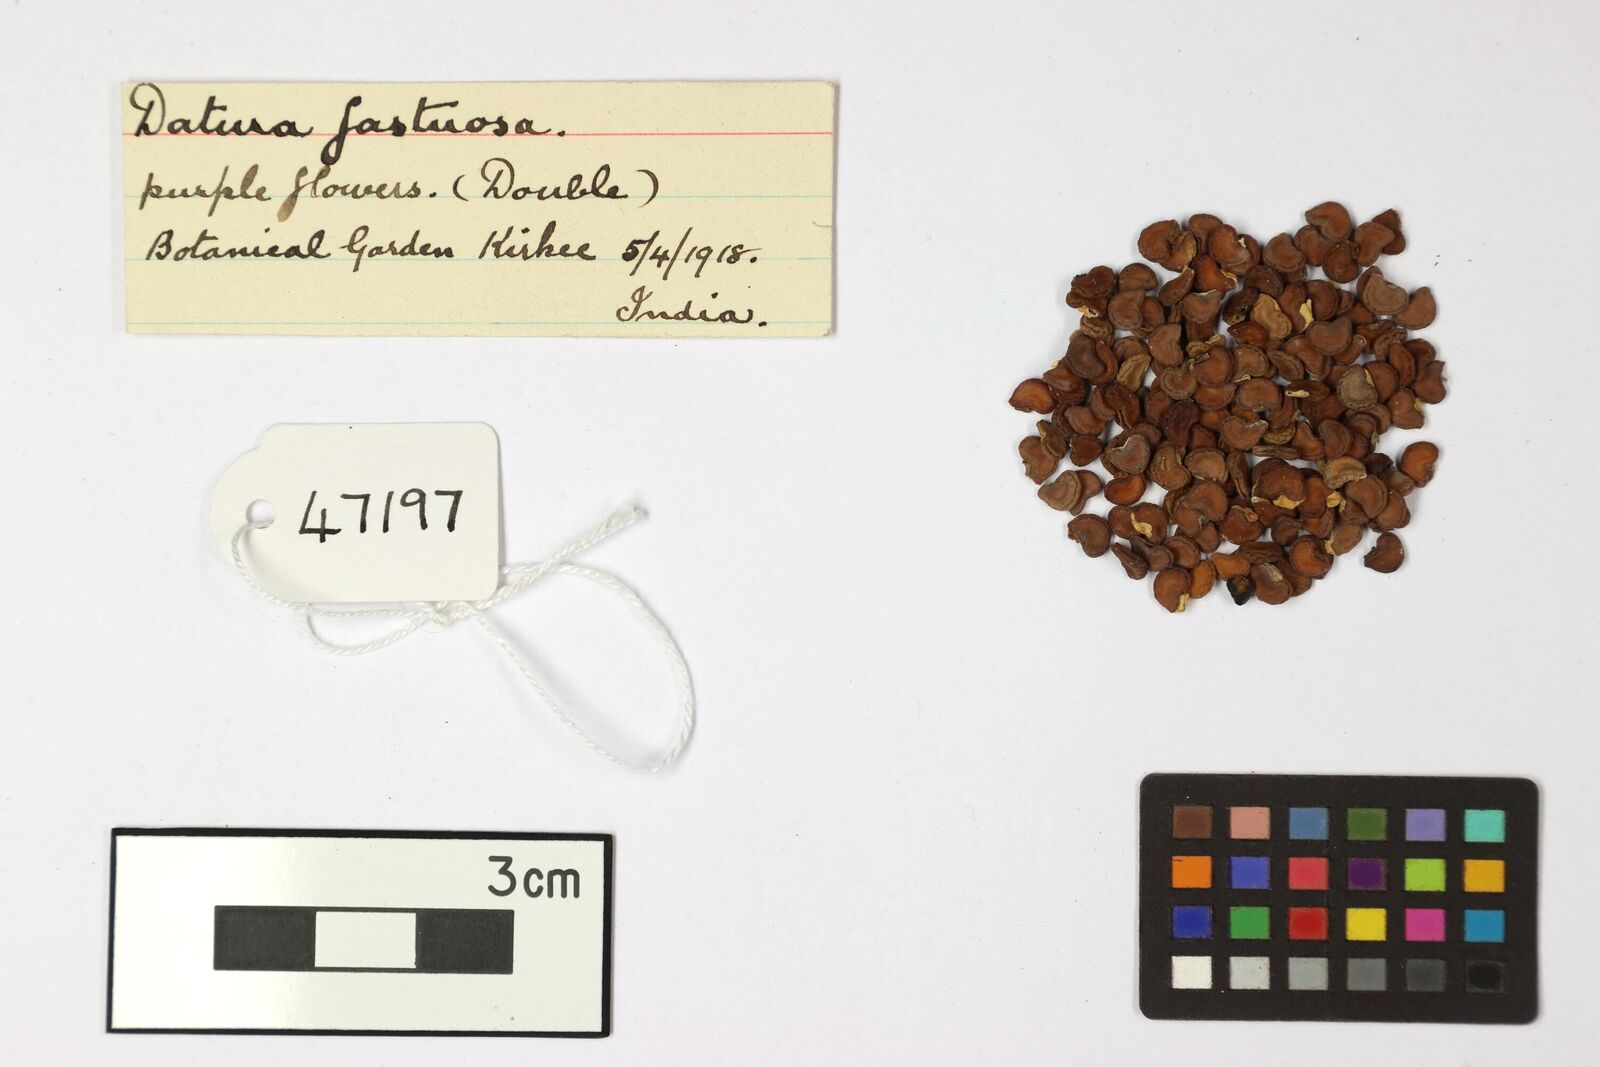 Datura fastuosa.
purple flowers. (Double)
Botanical Garden Kirkee 5/4/1918.
India.
47197
3cm